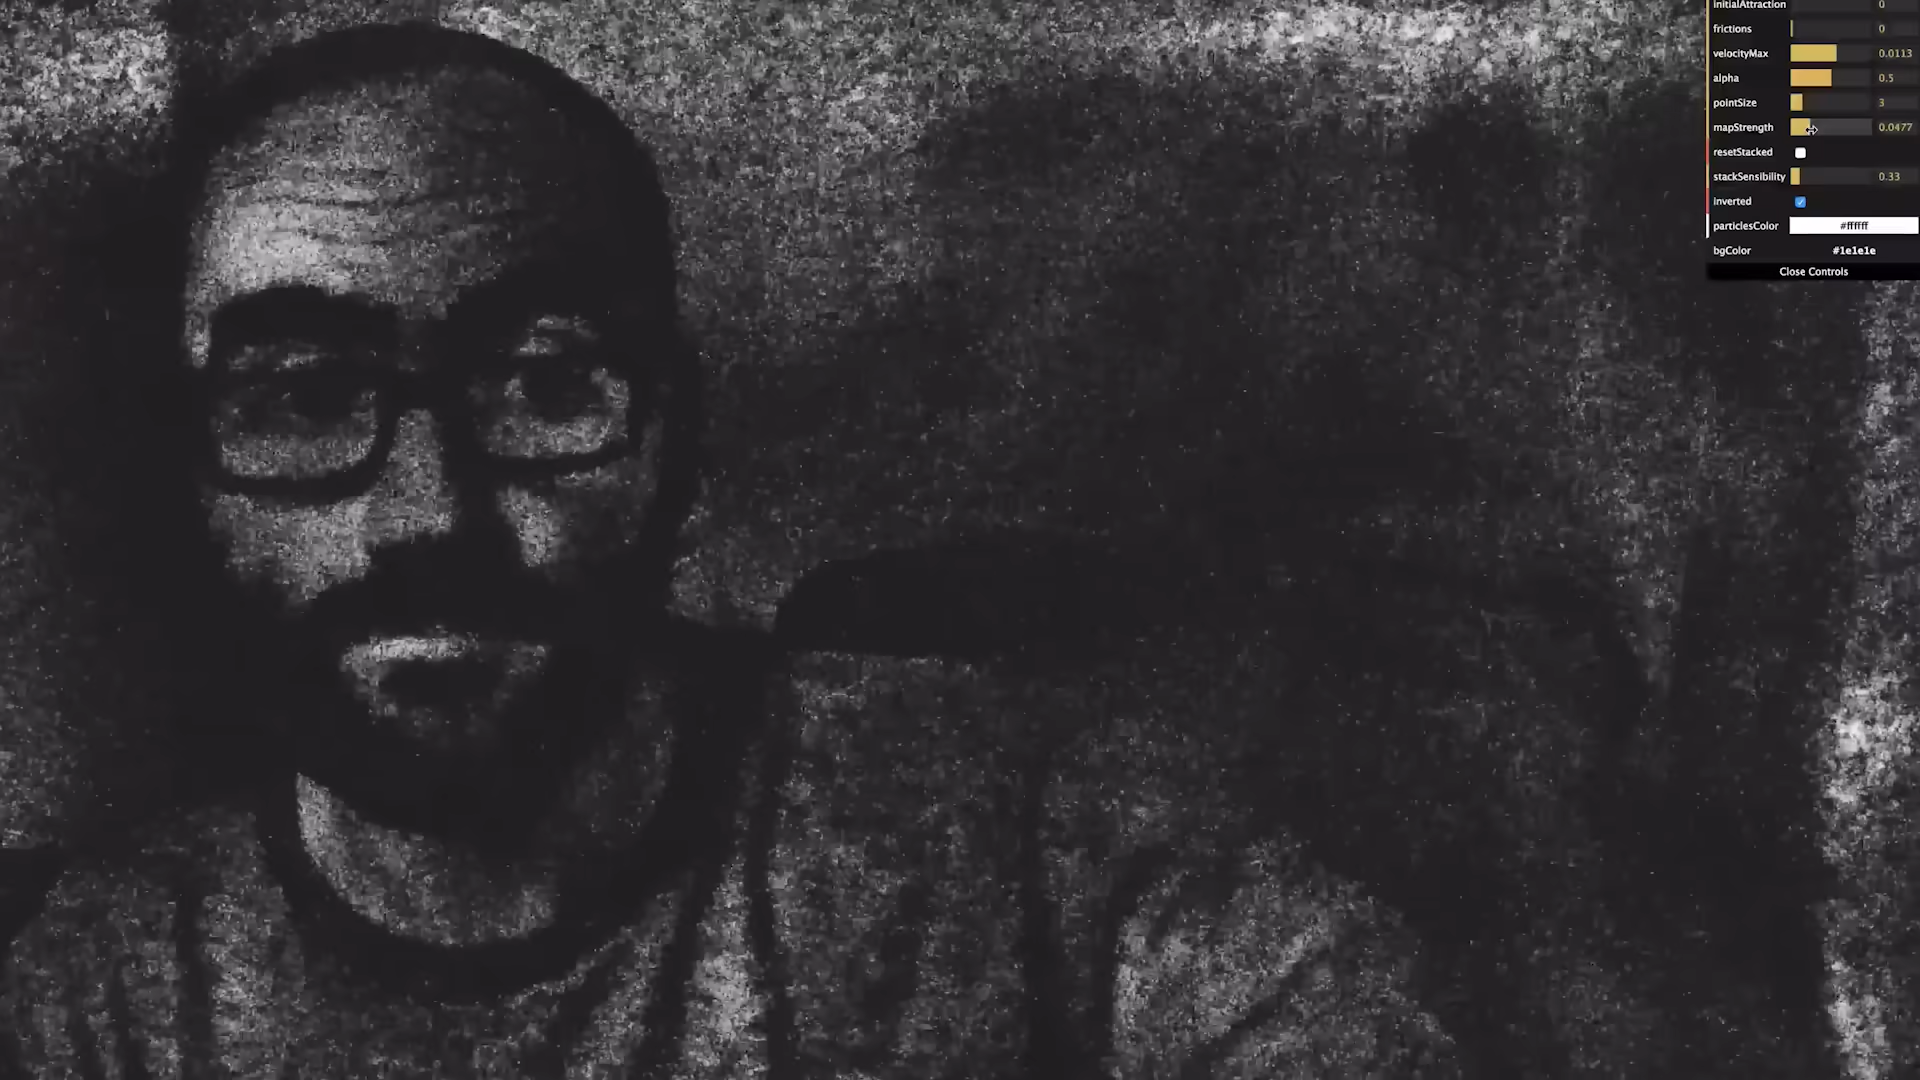 initialAttraction 0
frictions 0
velocityMax 0.0113
alpha 0.5
pointSize 3
mapStrength 0.0477
resetStacked
stackSensibility 0.33
inverted
particlesColor #ffffff
bgColor #1e1e1e
Close Controls